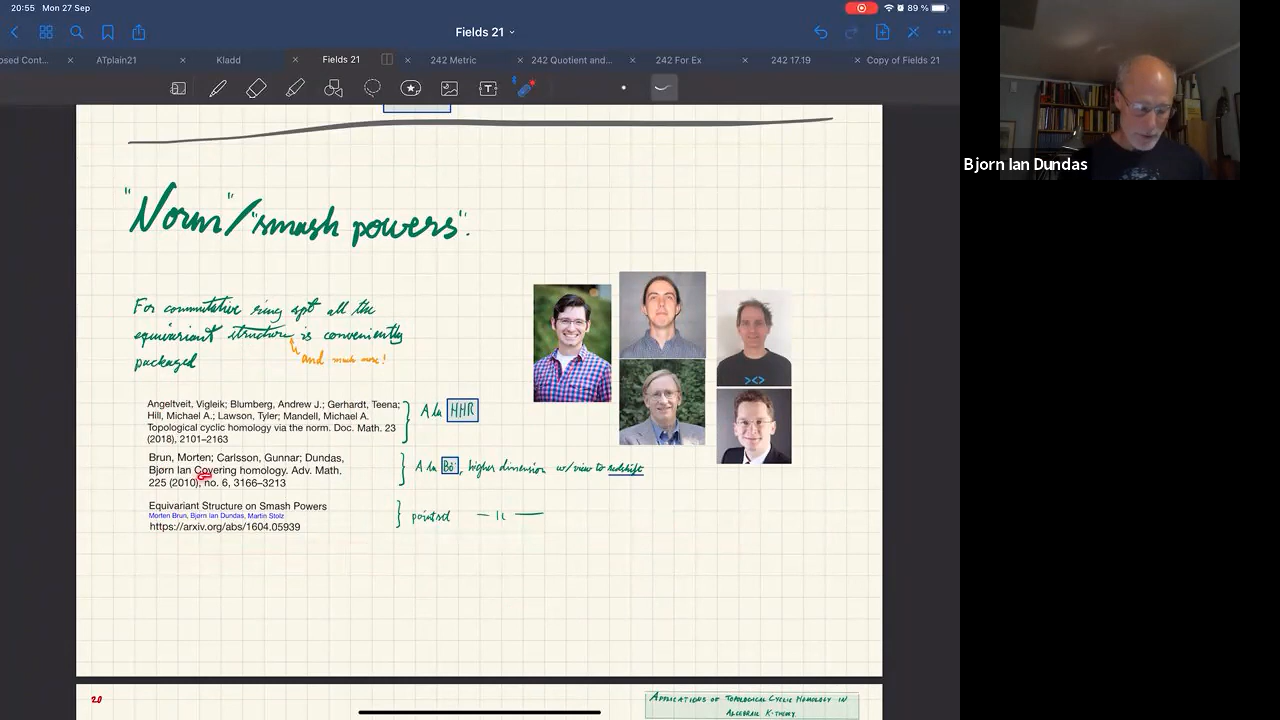 20:55 Mon 27 Sep
89 %
Fields 21
osed Cont...
ATplain21
Kladd
Fields 21
242 Metric
242 Quotient and...
242 For Ex
242 17.19
Copy of Fields 21
"Norm"/"smash powers".
For commutative ring spt all the
equivariant structure is conveniently
and much more!
packaged
Angeltveit, Vigleik; Blumberg, Andrew J.; Gerhardt, Teena;
Hill, Michael A.; Lawson, Tyler; Mandell, Michael A.
Topological cyclic homology via the norm. Doc. Math. 23
(2018), 2101–2163
A la HHR
Brun, Morten; Carlsson, Gunnar; Dundas,
Bjørn Ian Covering homology. Adv. Math.
225 (2010), no. 6, 3166–3213
A la Bö, higher dimension w/view to redshift
Equivariant Structure on Smash Powers
Morten Brun, Bjørn Ian Dundas, Martin Stolz
https://arxiv.org/abs/1604.05939
20
APPLICATIONS OF TOPOLOGICAL CYCLIC HOMOLOGY IN
ALGEBRAIC K-THEORY
Bjorn Ian Dundas